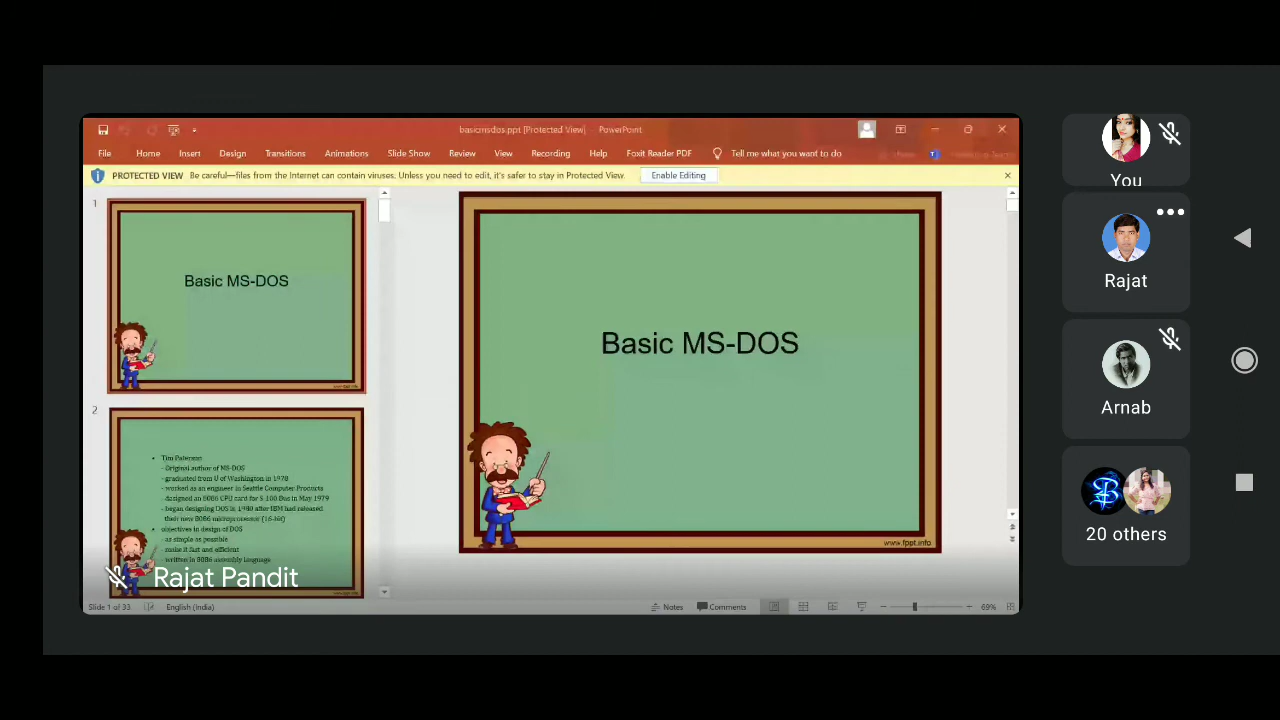 basicmsdos.ppt [Protected View] - PowerPoint
File Home Insert Design Transitions Animations Slide Show Review View Recording Help Foxit Reader PDF Tell me what you want to do
PROTECTED VIEW Be careful—files from the Internet can contain viruses. Unless you need to edit, it's safer to stay in Protected View. Enable Editing
1
Basic MS-DOS
www.fppt.info
2
• Tim Paterson
- Original author of MS-DOS
- graduated from U of Washington in 1978
- worked as an engineer in Seattle Computer Products
- designed an 8086 CPU card for S-100 Bus in May 1979
- began designing DOS in 1980 after IBM had released
their new 8086 microprocessor (16-bit)
• objectives in design of DOS
- as simple as possible
- make it fast and efficient
- written in 8086 assembly language
Basic MS-DOS
www.fppt.info
Rajat Pandit
Slide 1 of 33 English (India) Notes Comments 69%
You
Rajat
Arnab
20 others